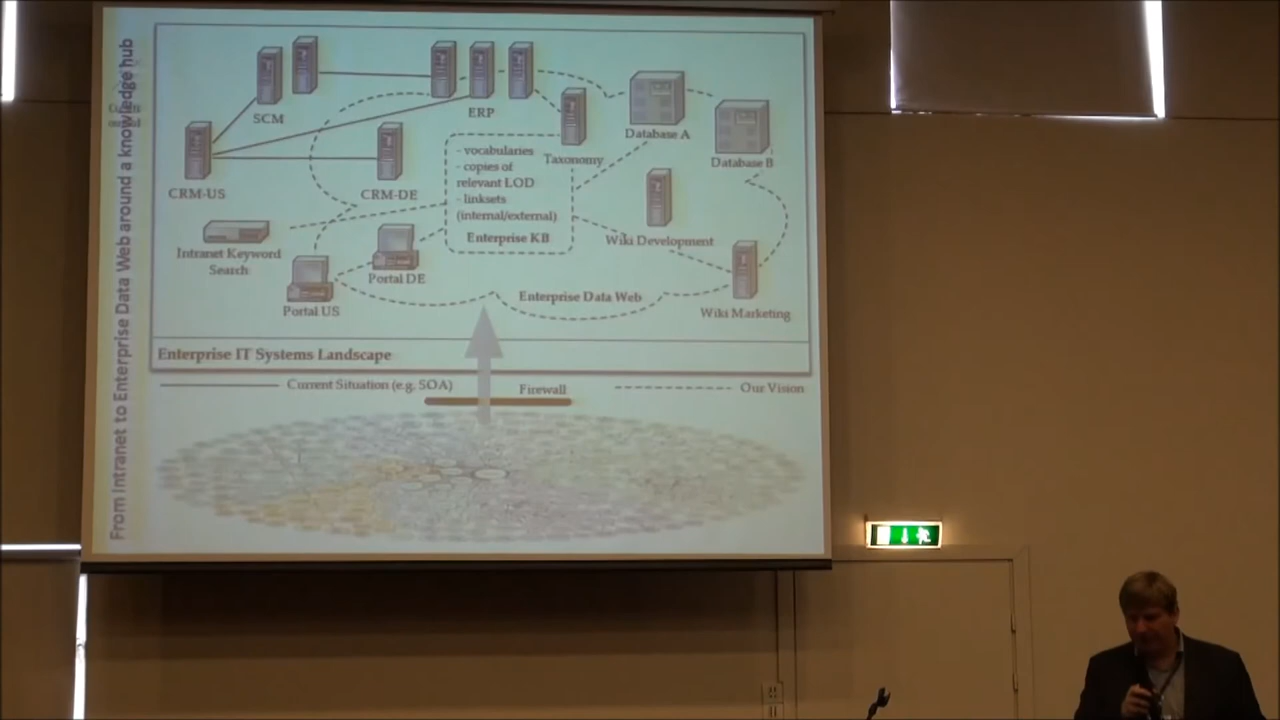 From Intranet to Enterprise Data Web around a knowledge hub
SCM
ERP
CRM-US
CRM-DE
Taxonomy
Database A
Database B
- vocabularies
- copies of
relevant LOD
- linksets
(internal/external)
Enterprise KB
Intranet Keyword
Search
Portal DE
Portal US
Wiki Development
Wiki Marketing
Enterprise Data Web
Enterprise IT Systems Landscape
Current Situation (e.g. SOA)
Firewall
Our Vision